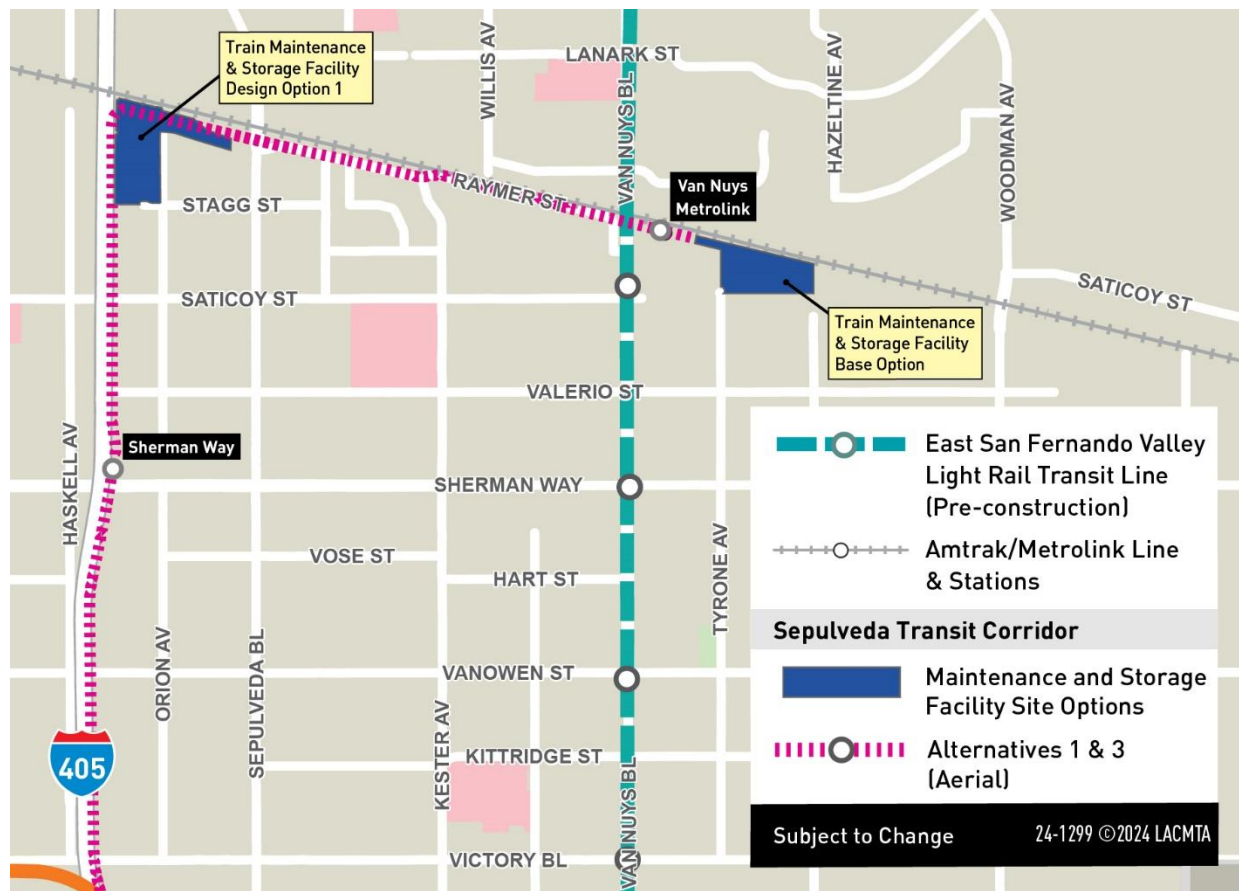 Train Maintenance
& Storage Facility
Design Option 1
WILLIS AV
LANARK ST
VAN NUYS BL
HAZELTINE AV
WOODMAN AV
RAYMER ST
Van Nuys
Metrolink
STAGG ST
SATICOY ST
SATICOY ST
Train Maintenance
& Storage Facility
Base Option
VALERIO ST
HASKELL AV
Sherman Way
SHERMAN WAY
VOSE ST
HART ST
TYRONE AV
ORION AV
SEPULVEDA BL
VANOWEN ST
KESTER AV
KITTRIDGE ST
405
VAN NUYS BL
VICTORY BL
East San Fernando Valley
Light Rail Transit Line
(Pre-construction)
Amtrak/Metrolink Line
& Stations
Sepulveda Transit Corridor
Maintenance and Storage
Facility Site Options
Alternatives 1 & 3
(Aerial)
Subject to Change
24-1299 ©2024 LACMTA